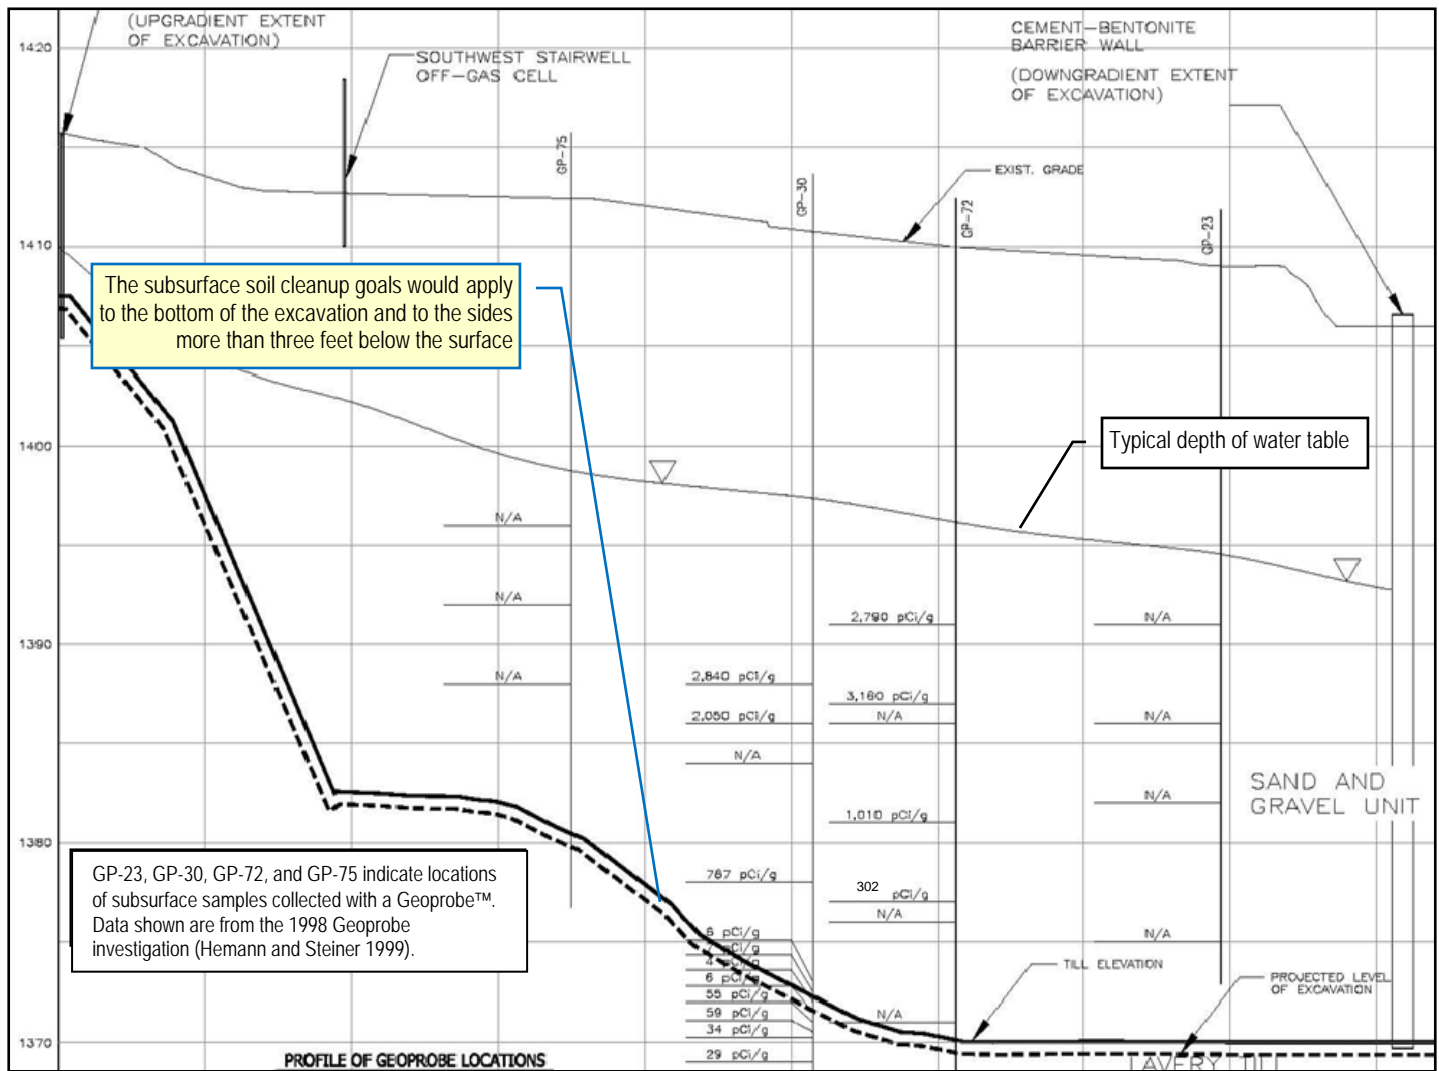 (UPGRADIENT EXTENT
OF EXCAVATION)
SOUTHWEST STAIRWELL
OFF-GAS CELL
CEMENT-BENTONITE
BARRIER WALL
(DOWNGRADIENT EXTENT
OF EXCAVATION)
1420
GP-75
GP-30
EXIST. GRADE
GP-72
GP-23
1410
The subsurface soil cleanup goals would apply
to the bottom of the excavation and to the sides
more than three feet below the surface
1400
Typical depth of water table
N/A
N/A
N/A
2,840 pCi/g
2,050 pCi/g
N/A
767 pCi/g
6 pCi/g
7 pCi/g
4 pCi/g
6 pCi/g
55 pCi/g
59 pCi/g
34 pCi/g
29 pCi/g
2,790 pCi/g
3,160 pCi/g
N/A
1,010 pCi/g
302 pCi/g
N/A
N/A
N/A
N/A
N/A
N/A
1390
SAND AND
GRAVEL UNIT
1380
GP-23, GP-30, GP-72, and GP-75 indicate locations
of subsurface samples collected with a Geoprobe™.
Data shown are from the 1998 Geoprobe
investigation (Hemann and Steiner 1999).
TILL ELEVATION
PROJECTED LEVEL
OF EXCAVATION
1370
PROFILE OF GEOPROBE LOCATIONS
LAVERY TILL